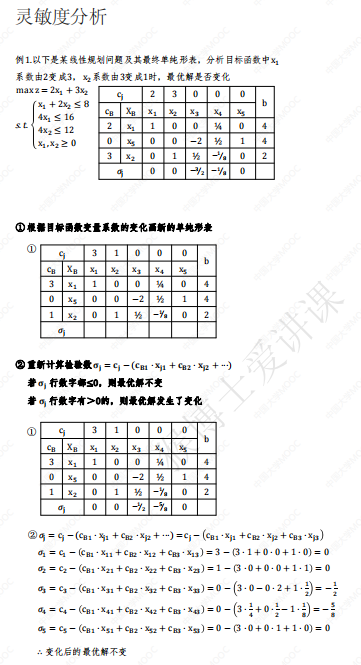 灵敏度分析
例1.以下是某线性规划问题及其最终单纯形表，分析目标函数中x₁
系数由2变成3， x₂系数由3变成1时，最优解是否变化
max z = 2x₁ + 3x₂
s.t. { x₁ + 2x₂ ≤ 8
4x₁ ≤ 16
4x₂ ≤ 12
x₁, x₂ ≥ 0
cⱼ 2 3 0 0 0 b
c_B X_B x₁ x₂ x₃ x₄ x₅
2 x₁ 1 0 0 ¼ 0 4
0 x₅ 0 0 −2 ½ 1 4
3 x₂ 0 1 ½ −⅛ 0 2
σⱼ 0 0 −3/2 −⅛ 0
①根据目标函数变量系数的变化画新的单纯形表
① cⱼ 3 1 0 0 0 b
c_B X_B x₁ x₂ x₃ x₄ x₅
3 x₁ 1 0 0 ¼ 0 4
0 x₅ 0 0 −2 ½ 1 4
1 x₂ 0 1 ½ −⅛ 0 2
σⱼ
②重新计算检验数σⱼ = cⱼ − (c_B1 · x_j1 + c_B2 · x_j2 + ···)
若 σⱼ 行数字都≤0，则最优解不变
若 σⱼ 行数字有＞0的，则最优解发生了变化
① cⱼ 3 1 0 0 0 b
c_B X_B x₁ x₂ x₃ x₄ x₅
3 x₁ 1 0 0 ¼ 0 4
0 x₅ 0 0 −2 ½ 1 4
1 x₂ 0 1 ½ −⅛ 0 2
σⱼ 0 0 −½ −⅝ 0
② σⱼ = cⱼ − (c_B1 · x_j1 + c_B2 · x_j2 + ···) = cⱼ − (c_B1 · x_j1 + c_B2 · x_j2 + c_B3 · x_j3)
σ₁ = c₁ − (c_B1 · x₁₁ + c_B2 · x₁₂ + c_B3 · x₁₃) = 3 − (3 · 1 + 0 · 0 + 1 · 0) = 0
σ₂ = c₂ − (c_B1 · x₂₁ + c_B2 · x₂₂ + c_B3 · x₂₃) = 1 − (3 · 0 + 0 · 0 + 1 · 1) = 0
σ₃ = c₃ − (c_B1 · x₃₁ + c_B2 · x₃₂ + c_B3 · x₃₃) = 0 − (3 · 0 − 0 · 2 + 1 · 1/2) = − 1/2
σ₄ = c₄ − (c_B1 · x₄₁ + c_B2 · x₄₂ + c_B3 · x₄₃) = 0 − (3 · 1/4 + 0 · 1/2 − 1 · 1/8) = − 5/8
σ₅ = c₅ − (c_B1 · x₅₁ + c_B2 · x₅₂ + c_B3 · x₅₃) = 0 − (3 · 0 + 0 · 1 + 1 · 0) = 0
∴ 变化后的最优解不变
博士爱讲课